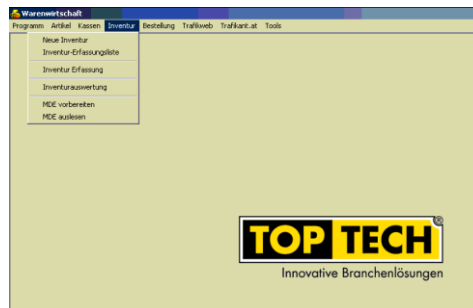 Warenwirtschaft
Programm Artikel Kassen Inventur Bestellung Trafikweb Trafikant.at Tools
Neue Inventur
Inventur-Erfassungsliste
Inventur Erfassung
Inventurauswertung
MDE vorbereiten
MDE auslesen
TOP TECH ®
Innovative Branchenlösungen